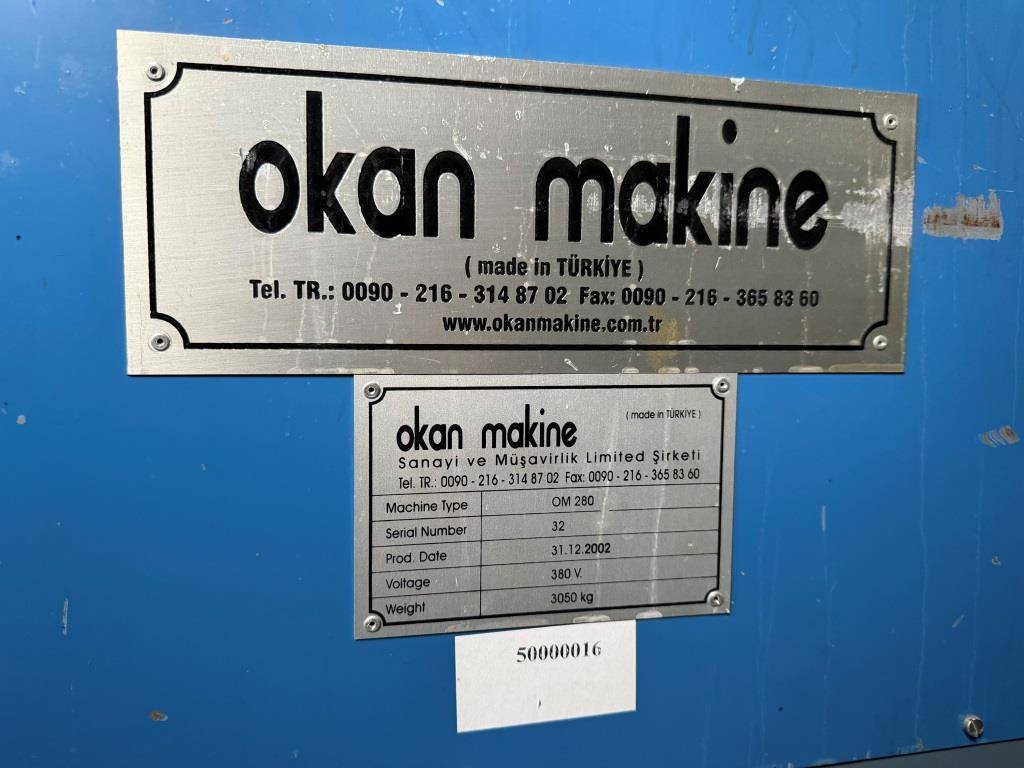 okan makine
( made in TÜRKİYE )
Tel. TR.: 0090 - 216 - 314 87 02 Fax: 0090 - 216 - 365 83 60
www.okanmakine.com.tr
okan makine ( made in TÜRKİYE )
Sanayi ve Müşavirlik Limited Şirketi
Tel. TR.: 0090 - 216 - 314 87 02 Fax: 0090 - 216 - 365 83 60
Machine Type OM 280
Serial Number 32
Prod. Date 31.12.2002
Voltage 380 V.
Weight 3050 kg
50000016